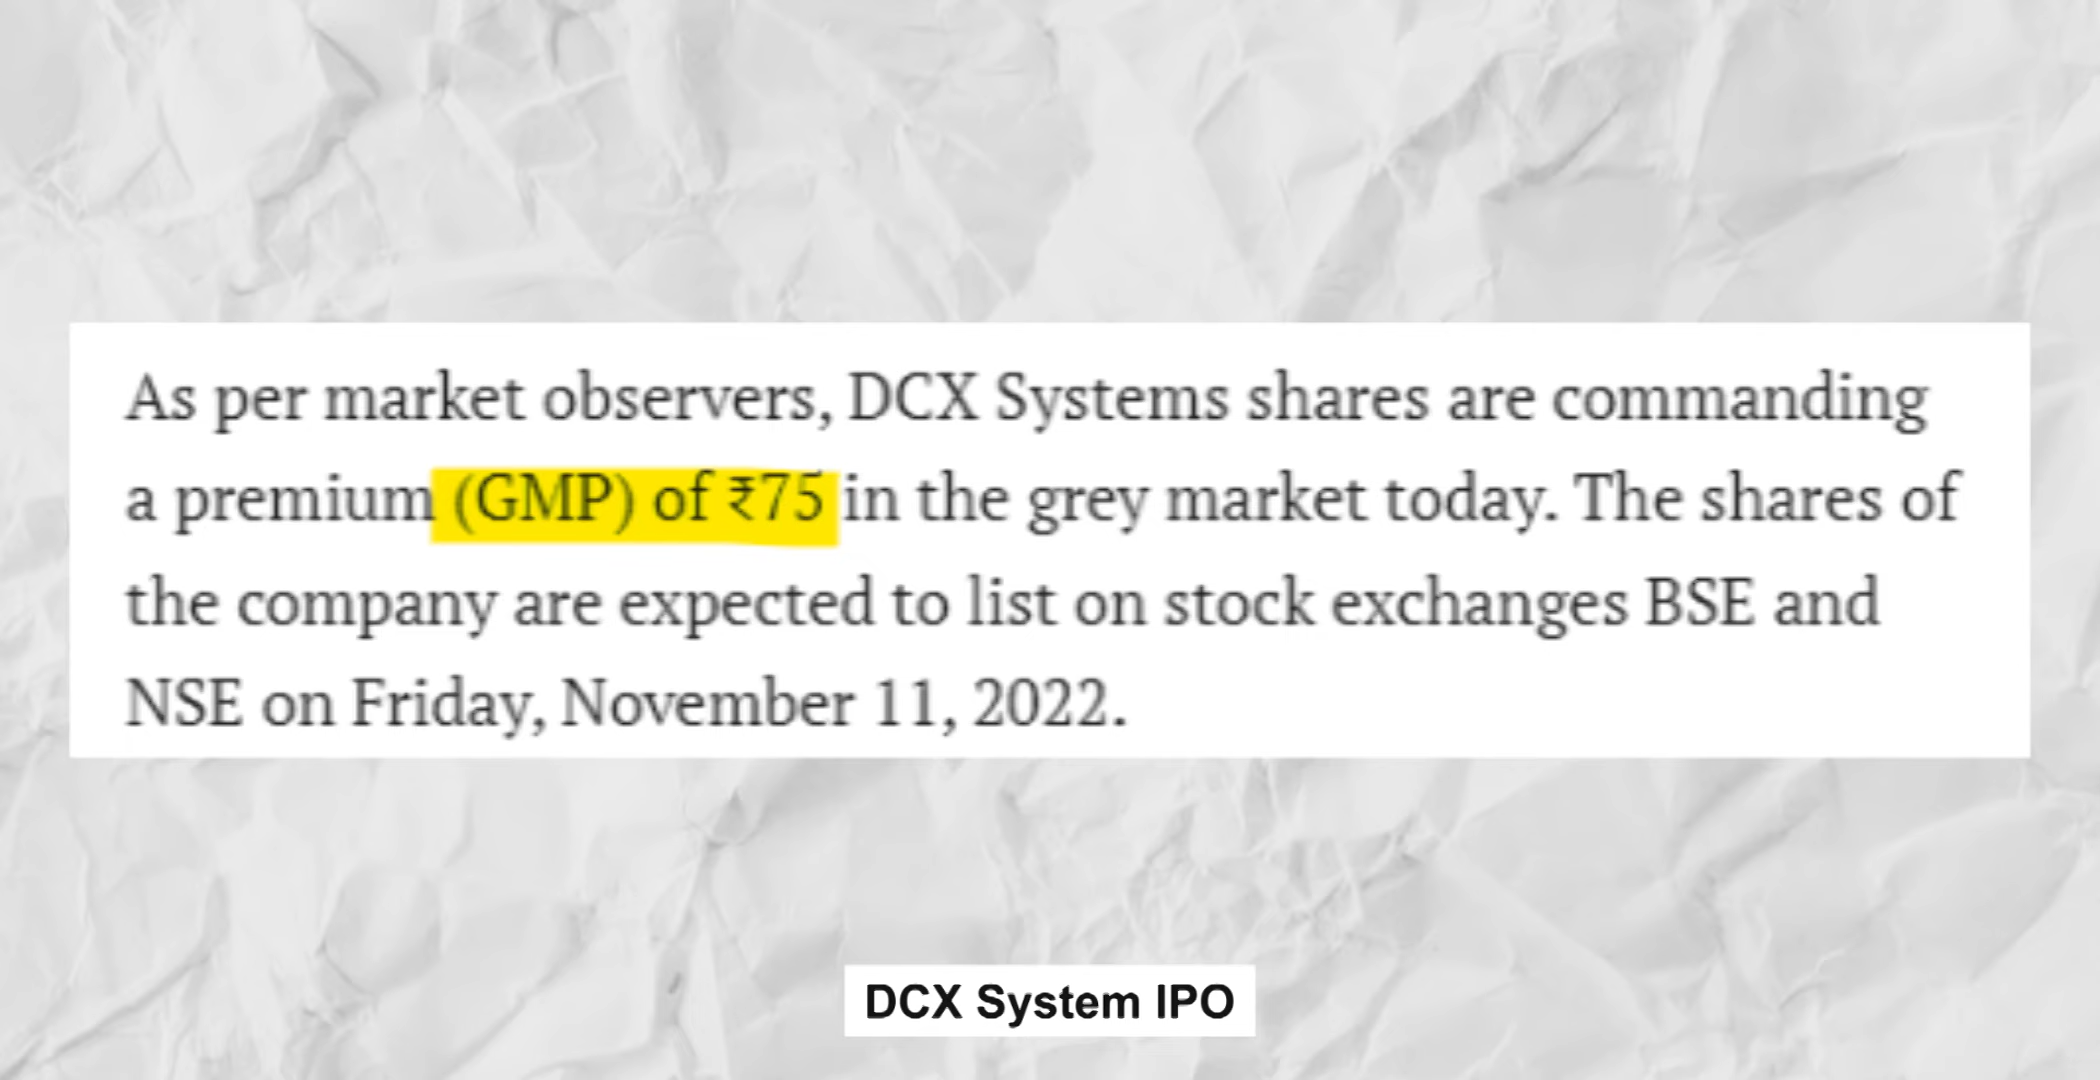 As per market observers, DCX Systems shares are commanding
a premium (GMP) of ₹75 in the grey market today. The shares of
the company are expected to list on stock exchanges BSE and
NSE on Friday, November 11, 2022.
DCX System IPO